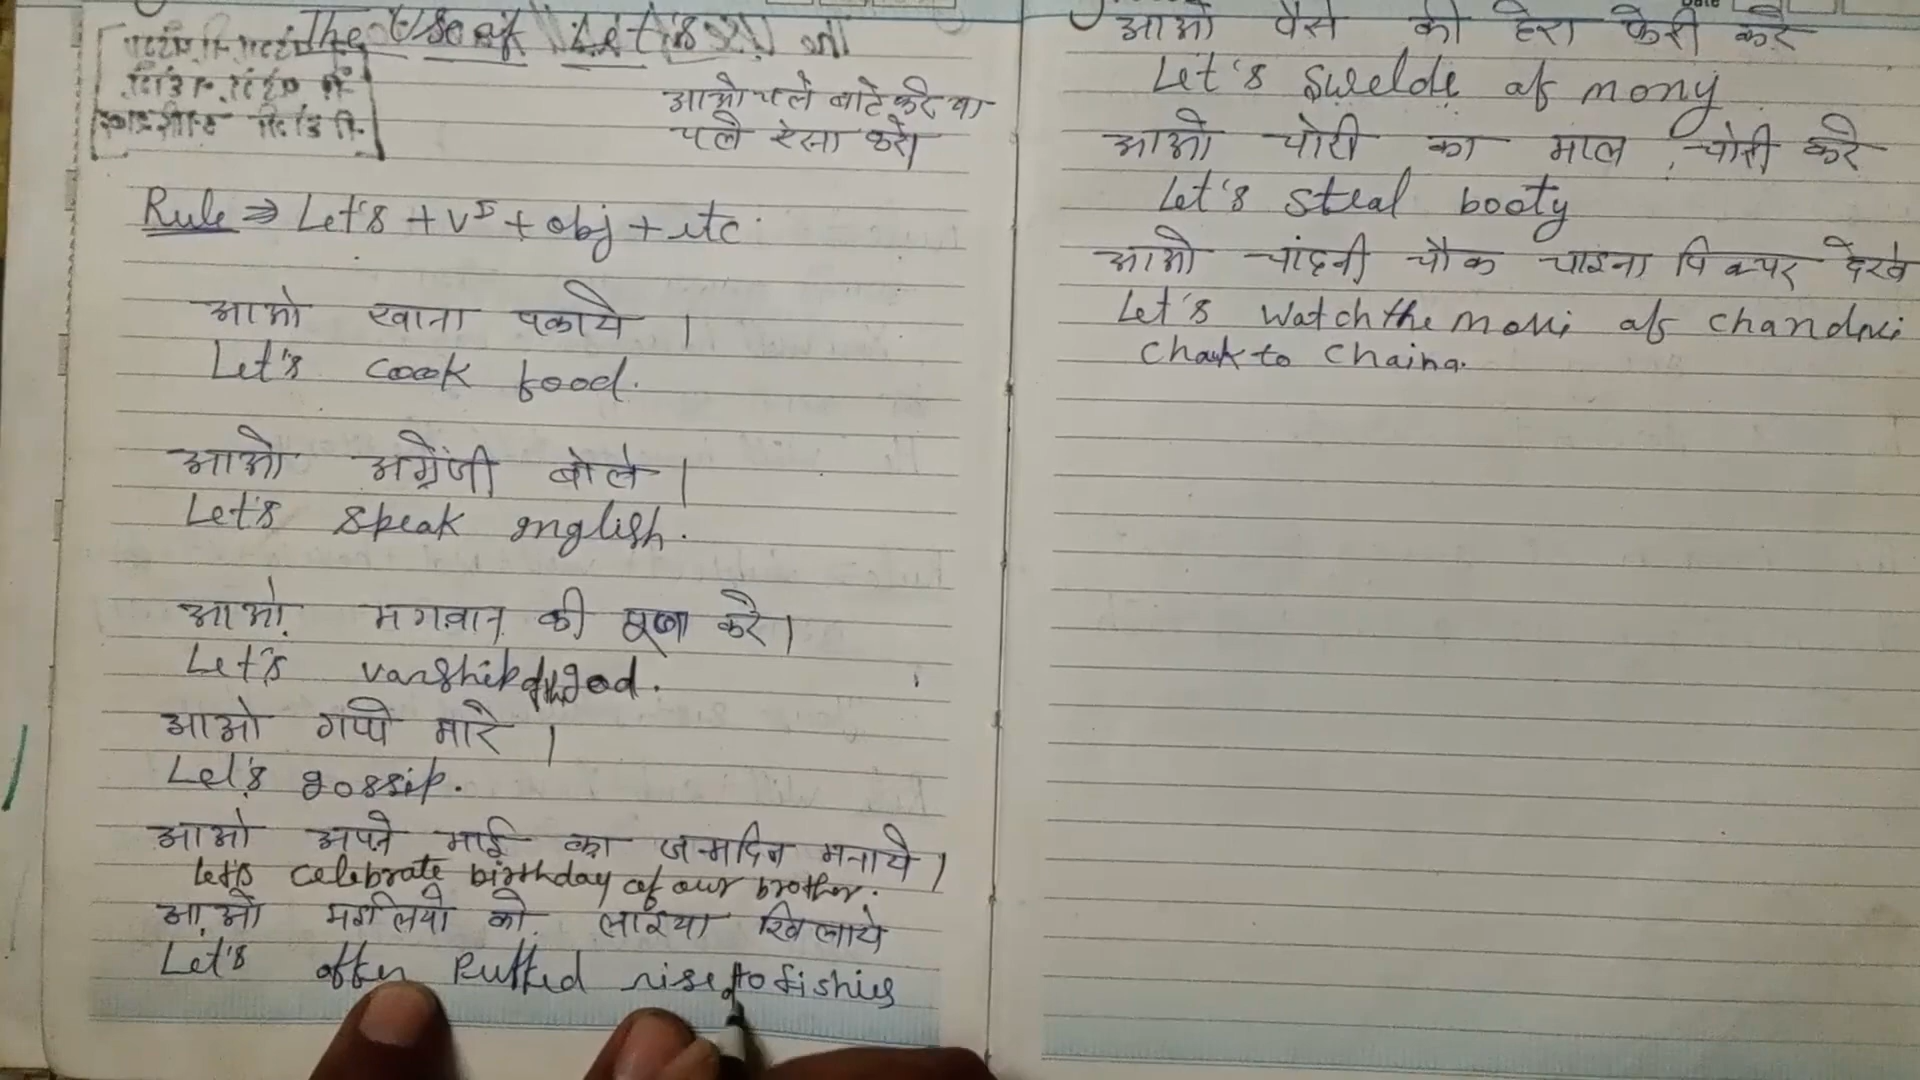 The Use of Let's का
आओ चले बाटे करे या
चले ऐसा करे।
Rule ⇒ Let's + V^I + obj + etc.
आओ खाना पकाये।
Let's coook food.
आओ अग्रेंजी बोले।
Let's speak english.
आओ भगवान की पूजा करे।
Let's varship of the god.
आओ गप्पे मारे।
Let's gossip.
आओ अपने भाई का जन्मदिन मनाये।
Let's celebrate birthday of our brother.
आओ मछलियो को लाइया खिलाये
Let's offer Puffed rise to fishies
आओ पैसे की हेरा फेरी करे
Let's swelde of mony
आओ चोरी का माल चोरी करे
Let's steal booty
आओ चांदनी चौक चाइना पिक्चर देखे
Let's watch the movi of chandni
chauk to Chaina.